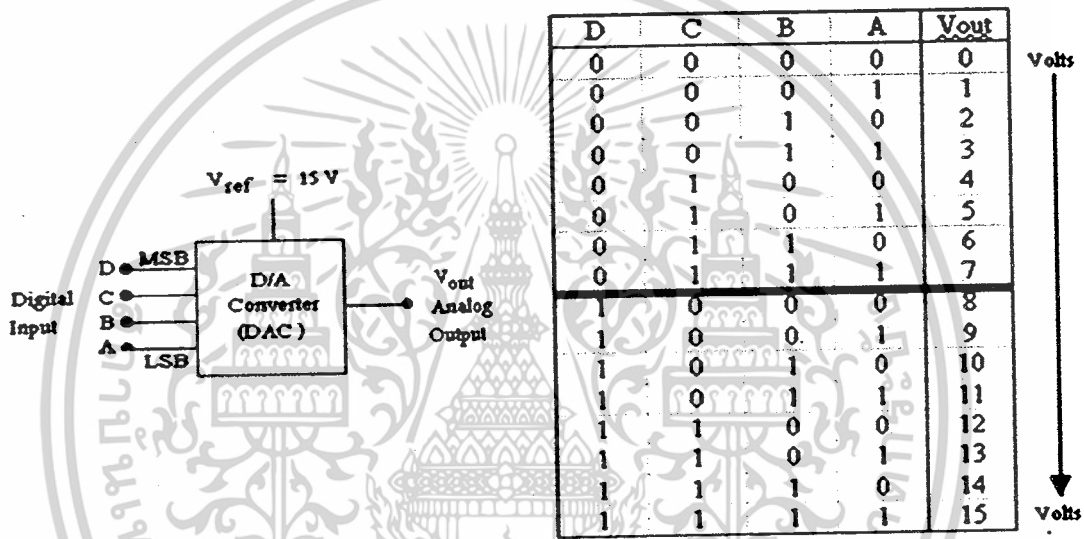 V_ref = 15 V
Digital Input
D MSB
C
B
A LSB
D/A
Converter
(DAC)
V_out
Analog
Output
D C B A Vout
0 0 0 0 0 Volts
0 0 0 1 1
0 0 1 0 2
0 0 1 1 3
0 1 0 0 4
0 1 0 1 5
0 1 1 0 6
0 1 1 1 7
1 0 0 0 8
1 0 0 1 9
1 0 1 0 10
1 0 1 1 11
1 1 0 0 12
1 1 0 1 13
1 1 1 0 14
1 1 1 1 15 Volts